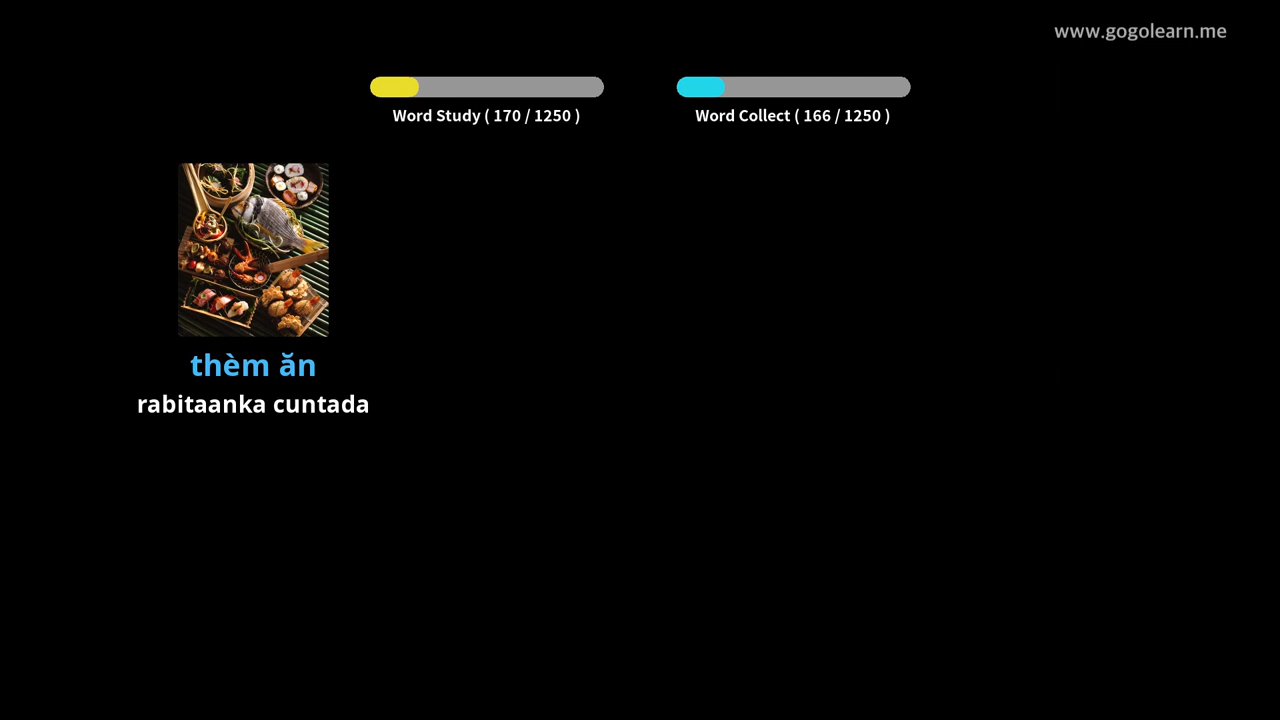 www.gogolearn.me
Word Study ( 170 / 1250 )
Word Collect ( 166 / 1250 )
thèm ăn
rabitaanka cuntada